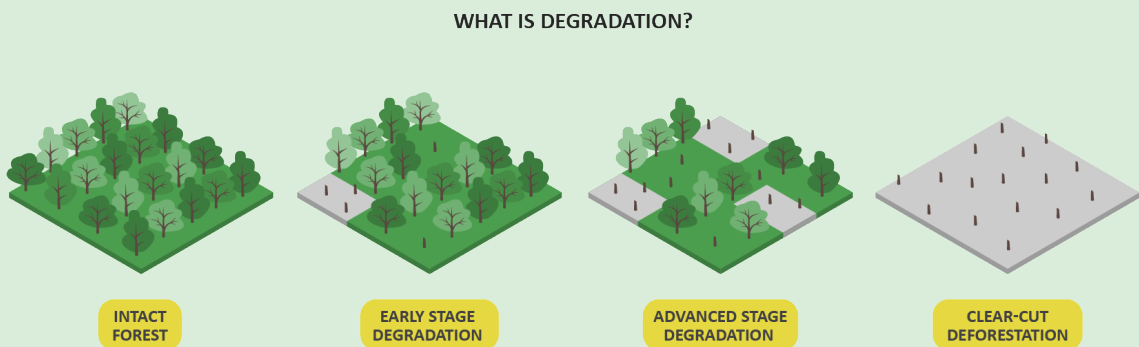 WHAT IS DEGRADATION?
INTACT
FOREST
EARLY STAGE
DEGRADATION
ADVANCED STAGE
DEGRADATION
CLEAR-CUT
DEFORESTATION